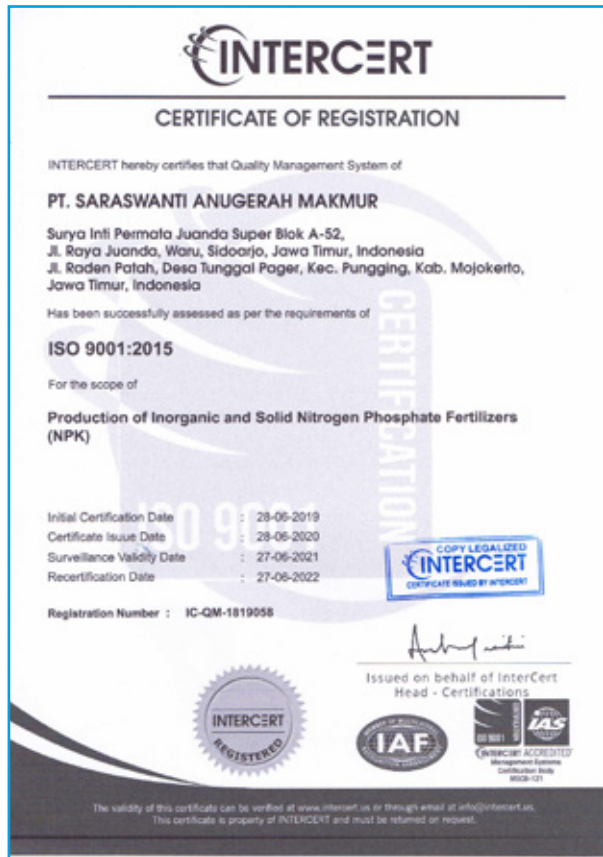 INTERCERT
CERTIFICATE OF REGISTRATION
INTERCERT hereby certifies that Quality Management System of
PT. SARASWANTI ANUGERAH MAKMUR
Surya Inti Permata Juanda Super Blok A-52,
Jl. Raya Juanda, Waru, Sidoarjo, Jawa Timur, Indonesia
Jl. Raden Patah, Desa Tunggal Pager, Kec. Pungging, Kab. Mojokerto,
Jawa Timur, Indonesia
Has been successfully assessed as per the requirements of
ISO 9001:2015
For the scope of
Production of Inorganic and Solid Nitrogen Phosphate Fertilizers
(NPK)
CERTIFICATION
ISO 9001
Initial Certification Date : 28-06-2019
Certificate Isuue Date : 28-06-2020
Surveillance Validity Date : 27-06-2021
Recertification Date : 27-06-2022
COPY LEGALIZED
INTERCERT
CERTIFICATE ISSUED BY INTERCERT
Registration Number : IC-QM-1819058
Issued on behalf of InterCert
Head - Certifications
INTERCERT
REGISTERED
IAF
ISO 9001
IAS
INTERCERT ACCREDITED
Management Systems
Certification Body
MSCB-121
The validity of this certificate can be verified at www.intercert.us or through email at info@intercert.us.
This certificate is property of INTERCERT and must be returned on request.